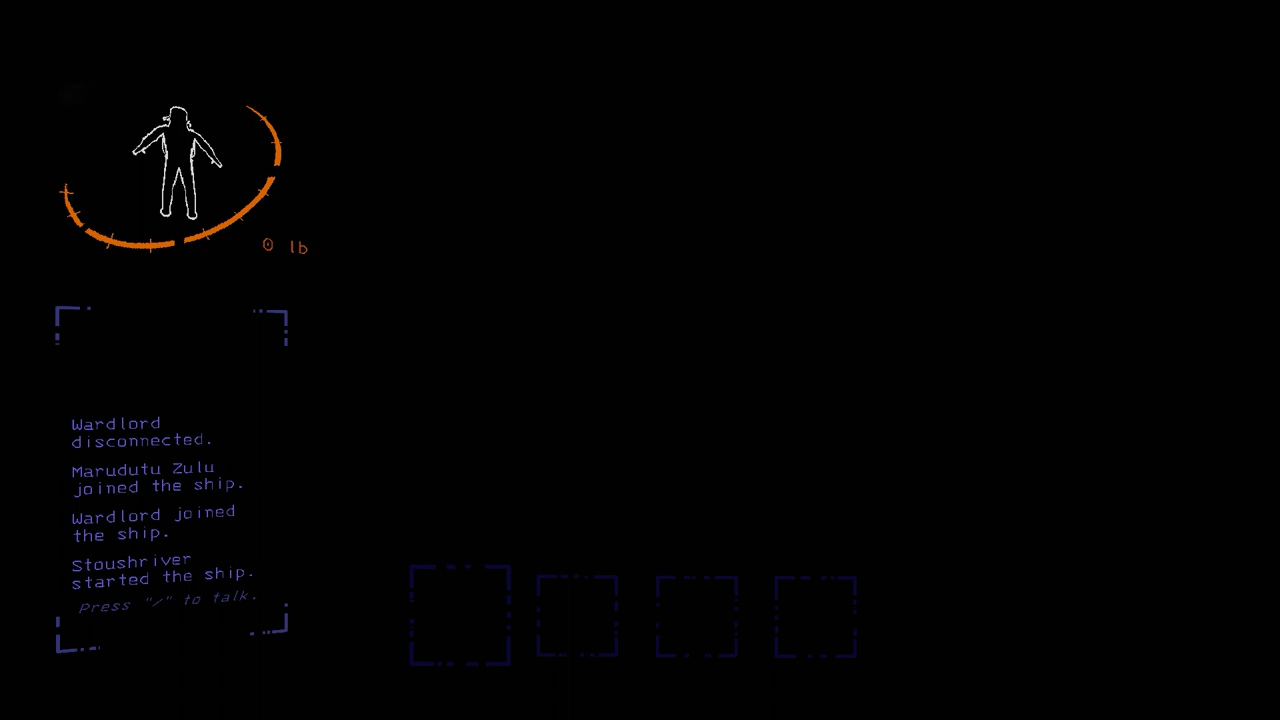 0 lb
Wardlord
disconnected.
Marudutu Zulu
joined the ship.
Wardlord joined
the ship.
Stoushriver
started the ship.
Press "/" to talk.